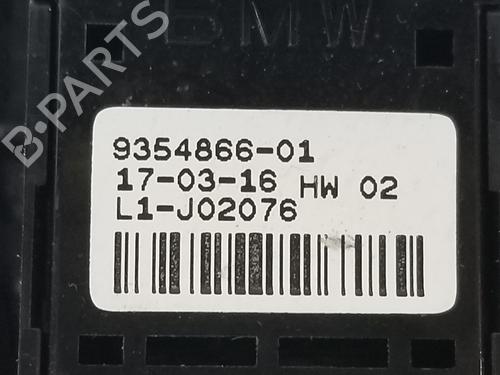 BMW
9354866-01
17-03-16 HW 02
L1-J02076
B-PARTS